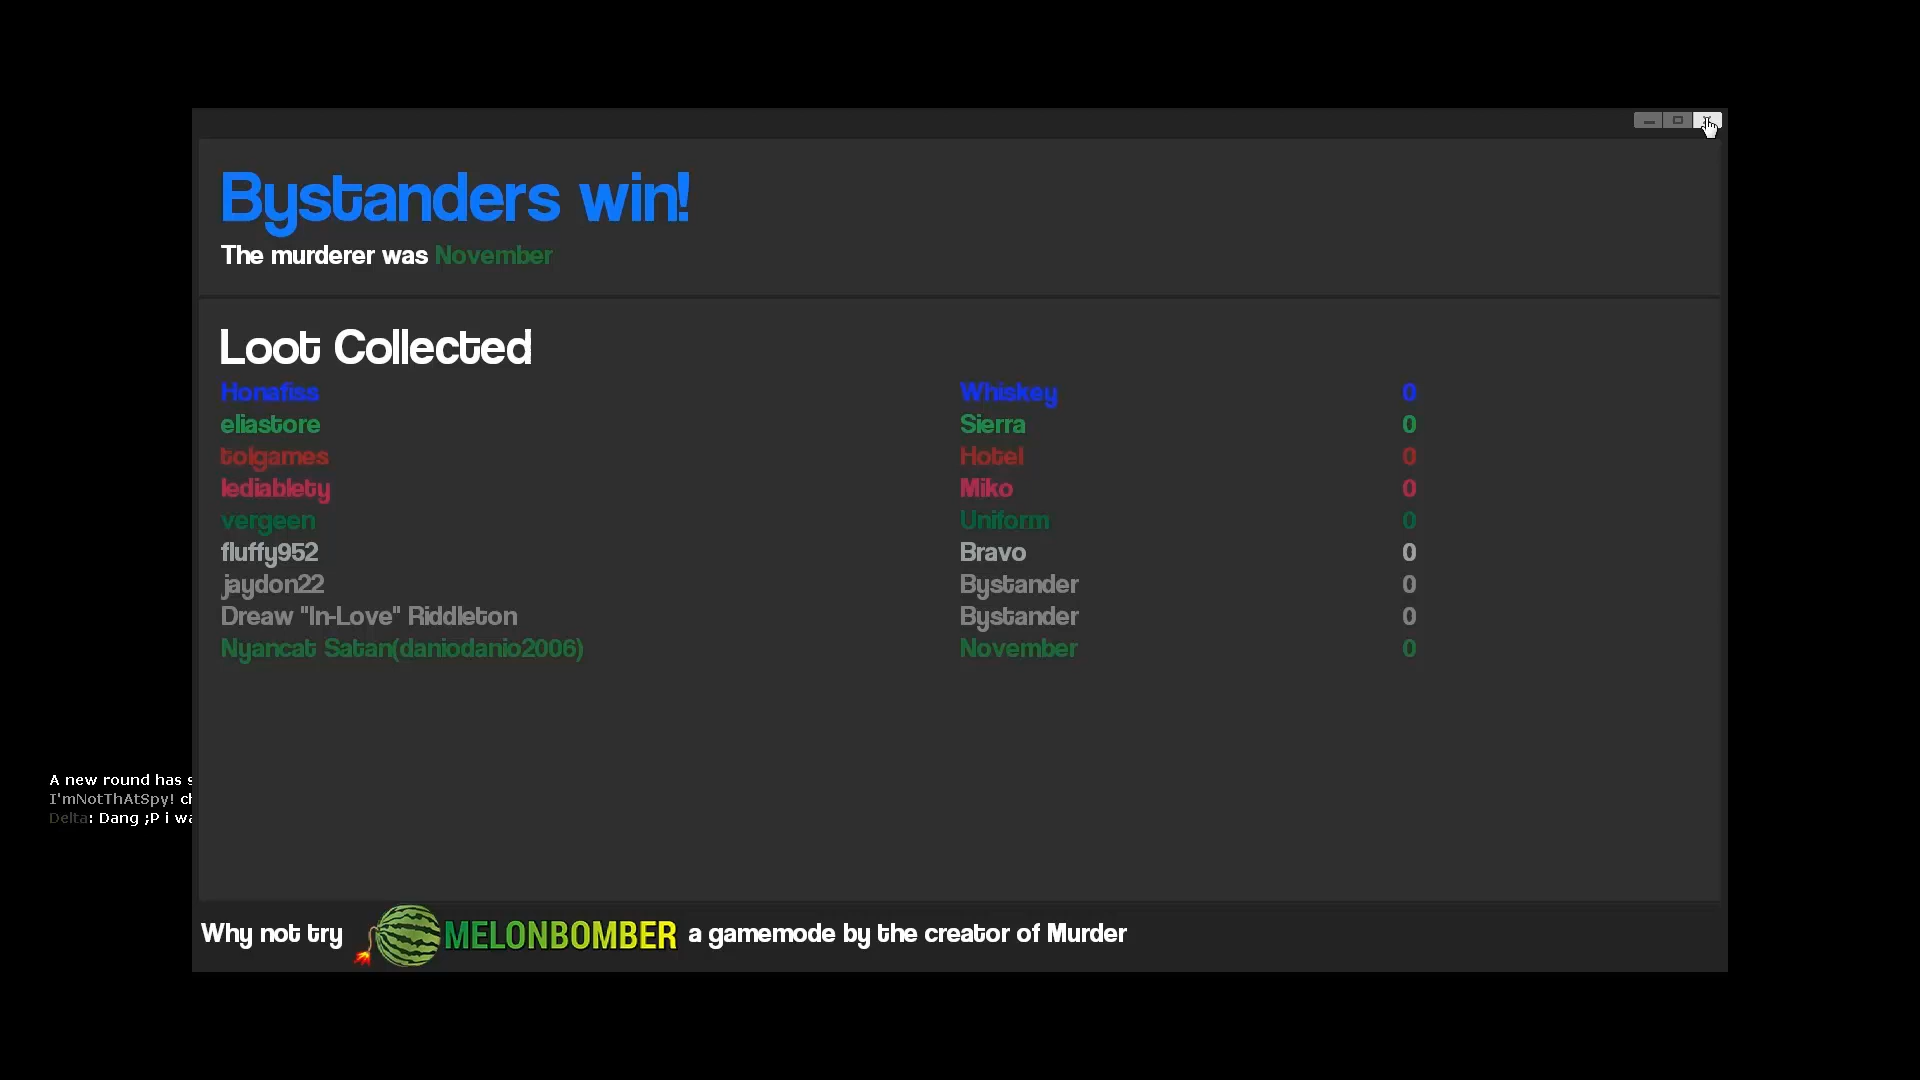 Bystanders win!
The murderer was November
Loot Collected
Honafiss Whiskey 0
eliastore Sierra 0
tolgames Hotel 0
lediablety Miko 0
vergeen Uniform 0
fluffy952 Bravo 0
jaydon22 Bystander 0
Dreaw "In-Love" Riddleton Bystander 0
Nyancat Satan(daniodanio2006) November 0
A new round has
I'mNotThAtSpy!
Delta: Dang ;P i
Why not try MELONBOMBER a gamemode by the creator of Murder